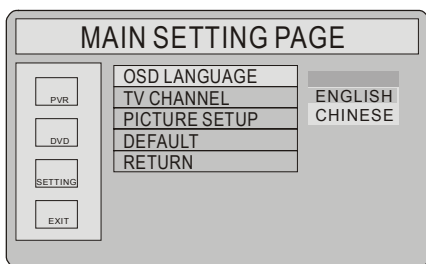 MAIN SETTING PAGE
PVR
DVD
SETTING
EXIT
OSD LANGUAGE
TV CHANNEL
PICTURE SETUP
DEFAULT
RETURN
ENGLISH
CHINESE